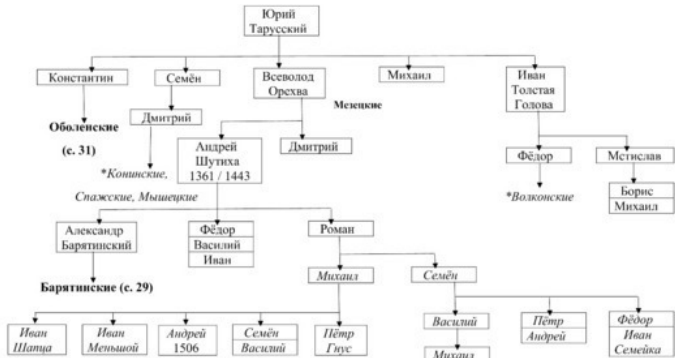 Юрий
Тарусский
Константин
Семён
Всеволод
Орехва
Михаил
Иван
Толстая
Голова
Оболенские
(с. 31)
Дмитрий
Мезецкие
Андрей
Шутиха
1361 / 1443
Дмитрий
Фёдор
Мстислав
*Конинские,
Спажские, Мышецкие
*Волконские
Борис
Михаил
Александр
Барятинский
Фёдор
Василий
Иван
Роман
Барятинские (с. 29)
Михаил
Семён
Иван
Шапца
Иван
Меньшой
Андрей
1506
Семён
Василий
Пётр
Гнус
Василий
Михаил
Пётр
Андрей
Фёдор
Иван
Семейка